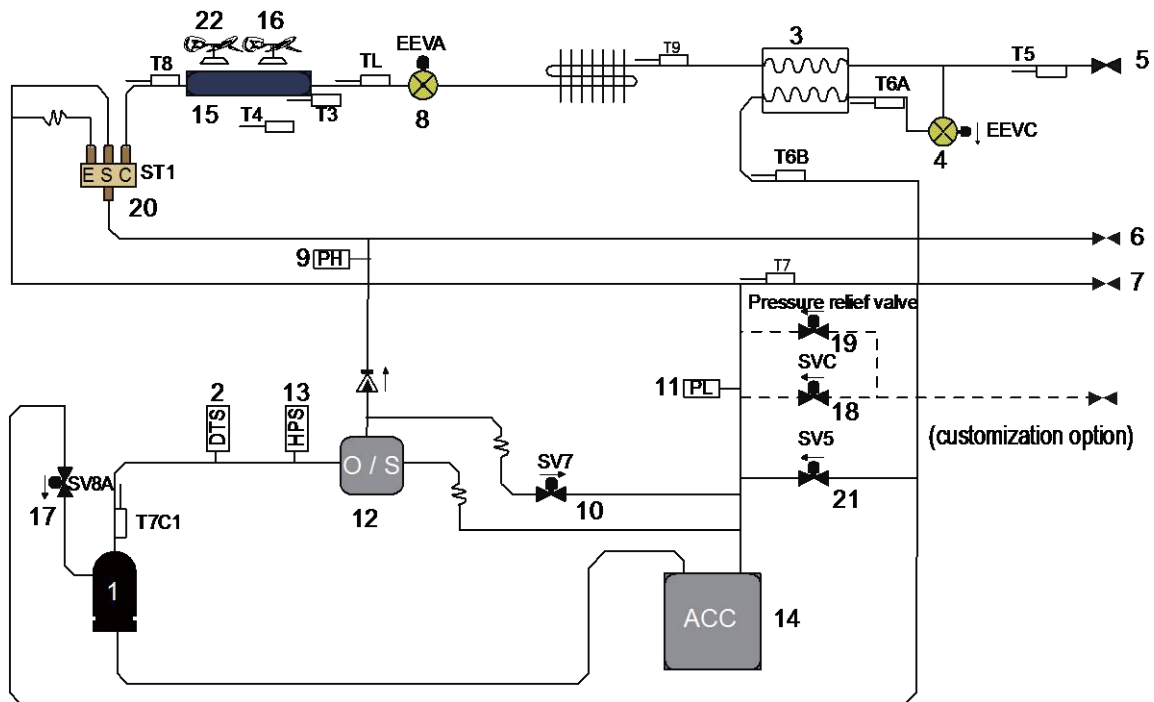 22 16
EEVA
3
T9
T8
TL
T5
5
T6A
15
T4
T3
8
EEVC
4
E S C
ST1
T6B
20
6
9 PH
T7
7
Pressure relief valve
19
SVC
11 PL
2 13
18
DTS
HPS
(customization option)
SV5
O / S
SV7
SV8A
21
17
10
12
T7C1
1
ACC
14